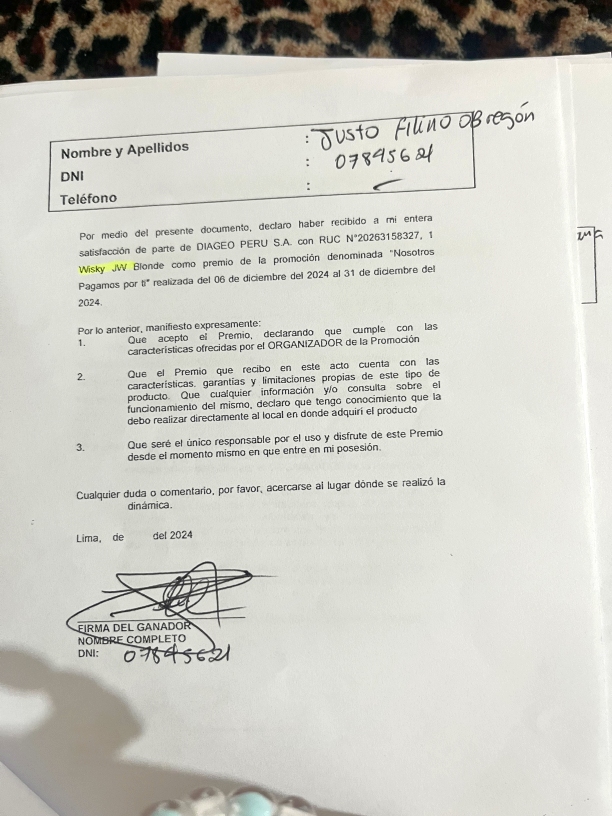 Nombre y Apellidos : Justo Filino OBregón
DNI : 07845621
Teléfono :
Por medio del presente documento, declaro haber recibido a mi entera
satisfacción de parte de DIAGEO PERU S.A. con RUC N°20263158327, 1
Wisky JW Blonde como premio de la promoción denominada "Nosotros
Pagamos por ti" realizada del 06 de diciembre del 2024 al 31 de diciembre del
2024.
Por lo anterior, manifiesto expresamente:
1. Que acepto el Premio, declarando que cumple con las
características ofrecidas por el ORGANIZADOR de la Promoción
2. Que el Premio que recibo en este acto cuenta con las
características, garantías y limitaciones propias de este tipo de
producto. Que cualquier información y/o consulta sobre el
funcionamiento del mismo, declaro que tengo conocimiento que la
debo realizar directamente al local en donde adquirí el producto
3. Que seré el único responsable por el uso y disfrute de este Premio
desde el momento mismo en que entre en mi posesión.
Cualquier duda o comentario, por favor, acercarse al lugar dónde se realizó la
dinámica.
Lima, de del 2024
FIRMA DEL GANADOR
NOMBRE COMPLETO
DNI: 07845621